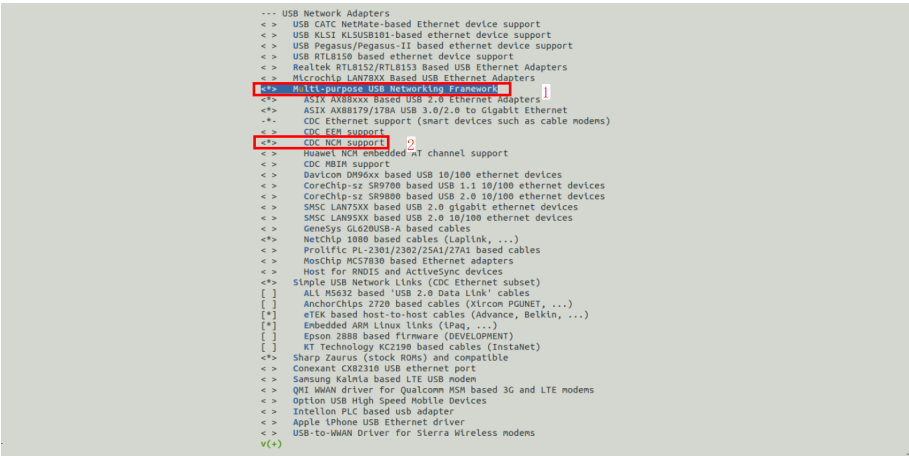 --- USB Network Adapters
< > USB CATC NetMate-based Ethernet device support
< > USB KLSI KL5USB101-based ethernet device support
< > USB Pegasus/Pegasus-II based ethernet device support
< > USB RTL8150 based ethernet device support
< > Realtek RTL8152/RTL8153 Based USB Ethernet Adapters
< > Microchip LAN78XX Based USB Ethernet Adapters
<*> Multi-purpose USB Networking Framework 1
<*> ASIX AX88xxx Based USB 2.0 Ethernet Adapters
<*> ASIX AX88179/178A USB 3.0/2.0 to Gigabit Ethernet
-*- CDC Ethernet support (smart devices such as cable modems)
< > CDC EEM support
<*> CDC NCM support 2
< > Huawei NCM embedded AT channel support
< > CDC MBIM support
< > Davicom DM96xx based USB 10/100 ethernet devices
< > CoreChip-sz SR9700 based USB 1.1 10/100 ethernet devices
< > CoreChip-sz SR9800 based USB 2.0 10/100 ethernet devices
< > SMSC LAN75XX based USB 2.0 gigabit ethernet devices
< > SMSC LAN95XX based USB 2.0 10/100 ethernet devices
< > GeneSys GL620USB-A based cables
<*> NetChip 1080 based cables (Laplink, ...)
< > Prolific PL-2301/2302/25A1/27A1 based cables
< > MosChip MCS7830 based Ethernet adapters
< > Host for RNDIS and ActiveSync devices
<*> Simple USB Network Links (CDC Ethernet subset)
[ ] ALi M5632 based 'USB 2.0 Data Link' cables
[ ] AnchorChips 2720 based cables (Xircom PGUNET, ...)
[*] eTEK based host-to-host cables (Advance, Belkin, ...)
[*] Embedded ARM Linux links (iPaq, ...)
[ ] Epson 2888 based firmware (DEVELOPMENT)
[ ] KT Technology KC2190 based cables (InstaNet)
<*> Sharp Zaurus (stock ROMs) and compatible
< > Conexant CX82310 USB ethernet port
< > Samsung Kalmia based LTE USB modem
< > QMI WWAN driver for Qualcomm MSM based 3G and LTE modems
< > Option USB High Speed Mobile Devices
< > Intellon PLC based usb adapter
< > Apple iPhone USB Ethernet driver
< > USB-to-WWAN Driver for Sierra Wireless modems
v(+)